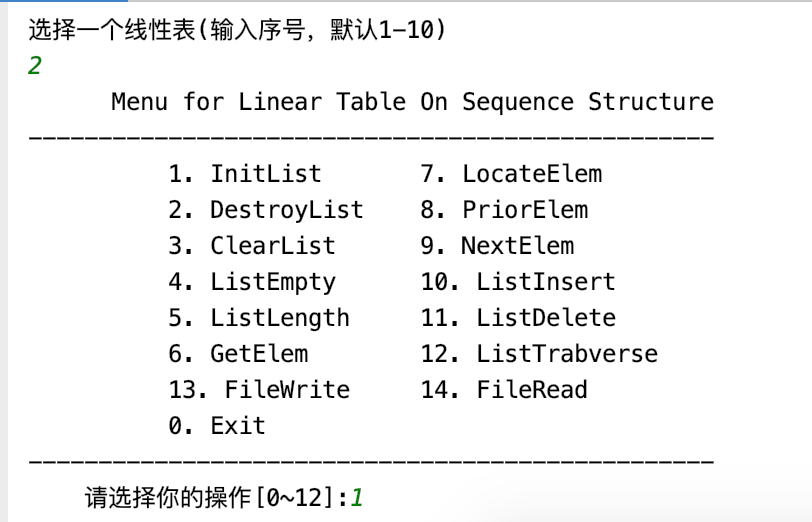 选择一个线性表(输入序号，默认1-10)
2
Menu for Linear Table On Sequence Structure
-------------------------------------------------
1. InitList 7. LocateElem
2. DestroyList 8. PriorElem
3. ClearList 9. NextElem
4. ListEmpty 10. ListInsert
5. ListLength 11. ListDelete
6. GetElem 12. ListTrabverse
13. FileWrite 14. FileRead
0. Exit
-------------------------------------------------
请选择你的操作[0~12]:1